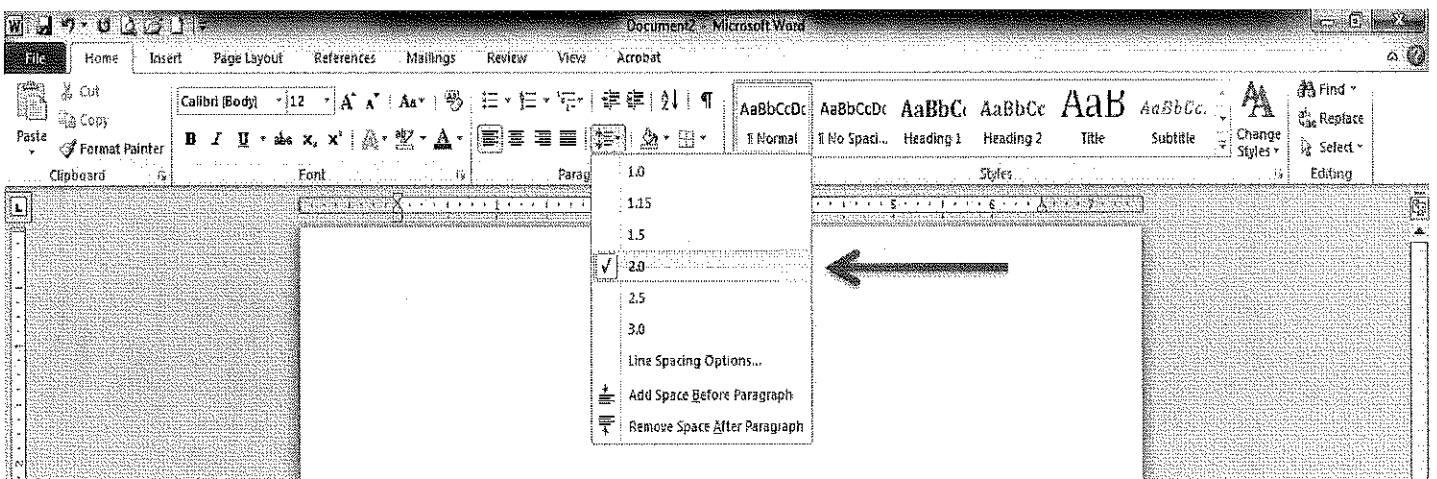 Document2 - Microsoft Word
File Home Insert Page Layout References Mailings Review View Acrobat
Cut
Copy
Paste
Format Painter
Clipboard
Calibri (Body) 12
Font
Parag
AaBbCcDc AaBbCcDc AaBbCc AaBbCc AaB AaBbCc.
¶ Normal ¶ No Spaci... Heading 1 Heading 2 Title Subtitle
Change Styles
Styles
Find
Replace
Select
Editing
1.0
1.15
1.5
2.0
2.5
3.0
Line Spacing Options...
Add Space Before Paragraph
Remove Space After Paragraph